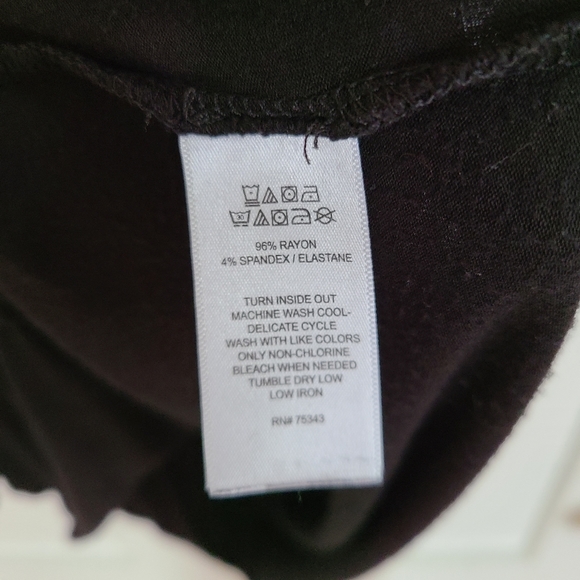 96% RAYON
4% SPANDEX / ELASTANE
TURN INSIDE OUT
MACHINE WASH COOL-
DELICATE CYCLE
WASH WITH LIKE COLORS
ONLY NON-CHLORINE
BLEACH WHEN NEEDED
TUMBLE DRY LOW
LOW IRON
RN# 75343